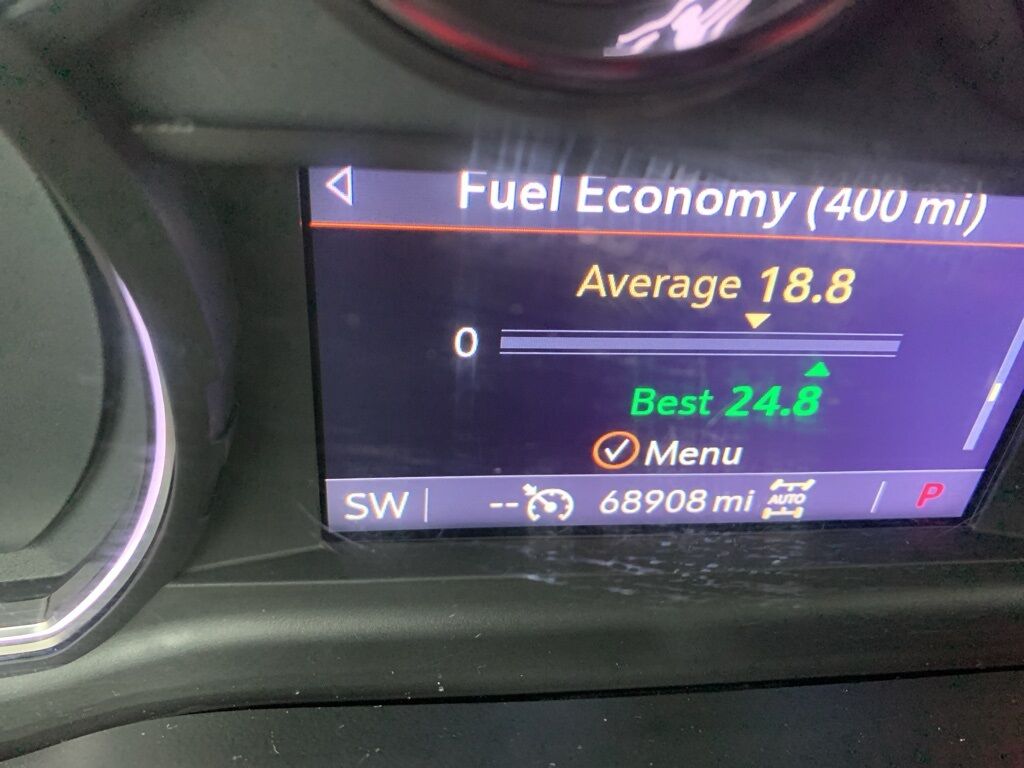 Fuel Economy (400 mi)
Average 18.8
0
Best 24.8
Menu
SW -- 68908 mi AUTO P